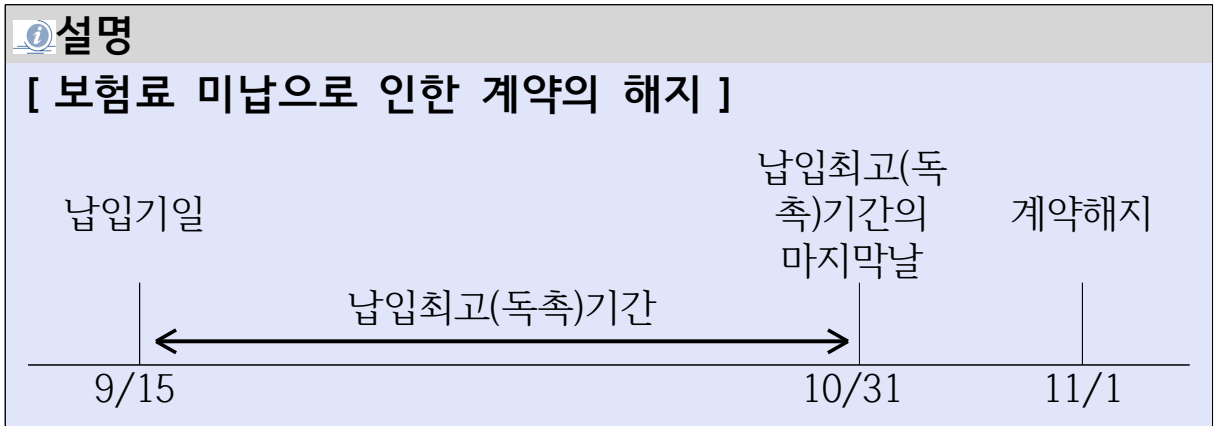 설명
[ 보험료 미납으로 인한 계약의 해지 ]
납입기일
납입최고(독
촉)기간의
마지막날
계약해지
납입최고(독촉)기간
9/15
10/31
11/1